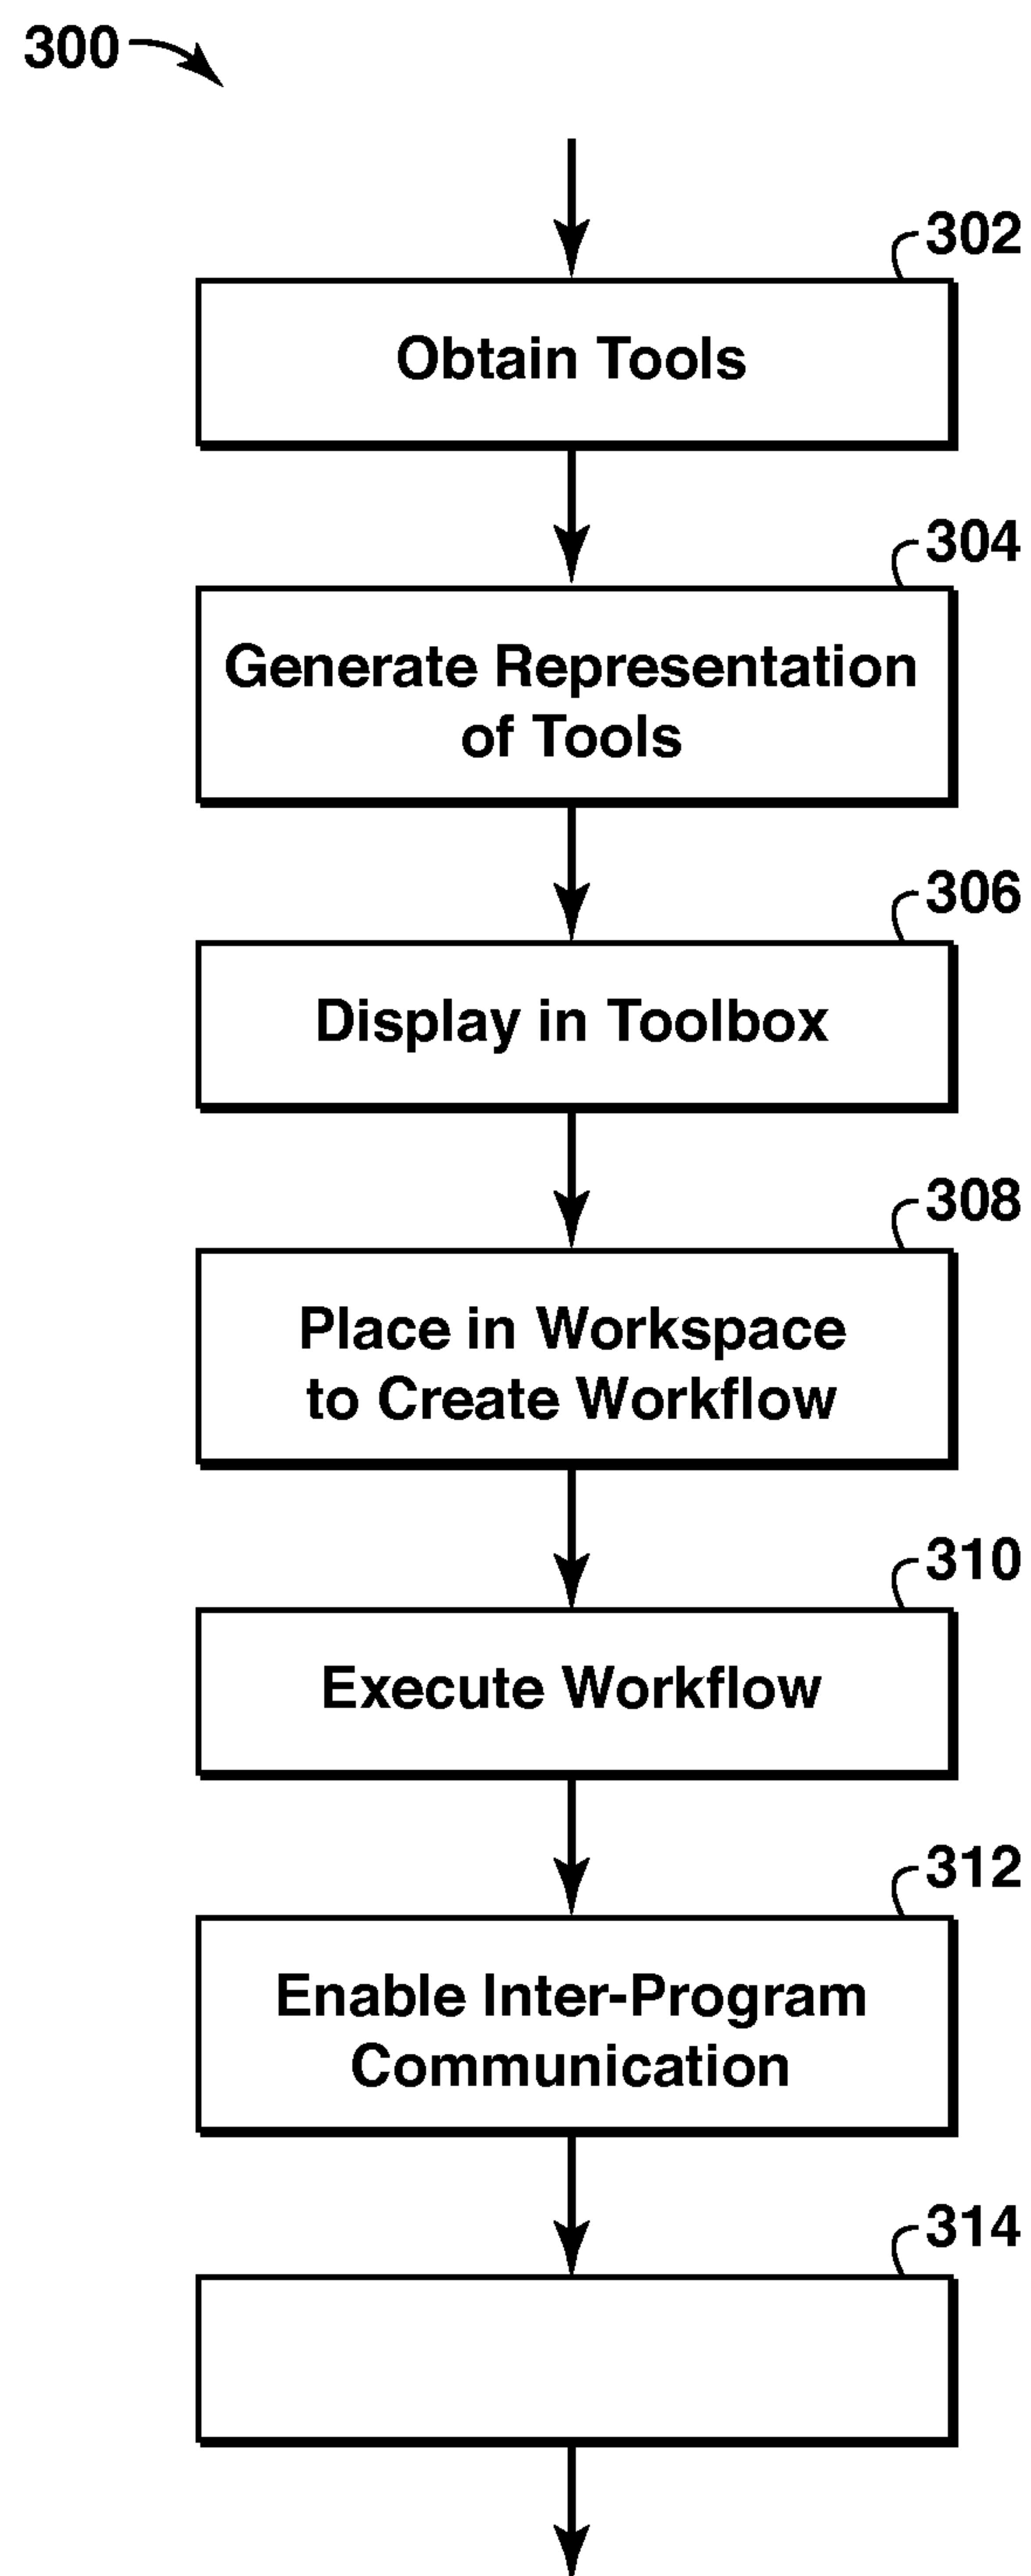 300
302
Obtain Tools
304
Generate Representation
of Tools
306
Display in Toolbox
308
Place in Workspace
to Create Workflow
310
Execute Workflow
312
Enable Inter-Program
Communication
314